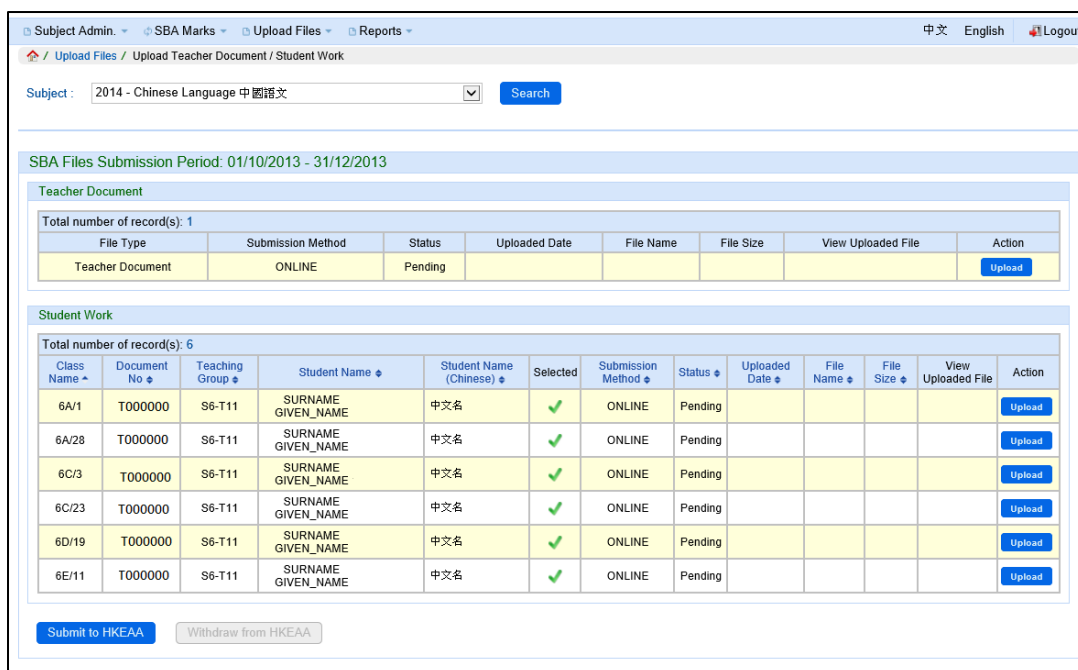 Subject Admin. SBA Marks Upload Files Reports 中文 English Logout
/ Upload Files / Upload Teacher Document / Student Work
Subject : 2014 - Chinese Language 中國語文 Search
SBA Files Submission Period: 01/10/2013 - 31/12/2013
Teacher Document
Total number of record(s): 1
File Type Submission Method Status Uploaded Date File Name File Size View Uploaded File Action
Teacher Document ONLINE Pending Upload
Student Work
Total number of record(s): 6
Class Name Document No Teaching Group Student Name Student Name (Chinese) Selected Submission Method Status Uploaded Date File Name File Size View Uploaded File Action
6A/1 T000000 S6-T11 SURNAME GIVEN_NAME 中文名 ONLINE Pending Upload
6A/28 T000000 S6-T11 SURNAME GIVEN_NAME 中文名 ONLINE Pending Upload
6C/3 T000000 S6-T11 SURNAME GIVEN_NAME 中文名 ONLINE Pending Upload
6C/23 T000000 S6-T11 SURNAME GIVEN_NAME 中文名 ONLINE Pending Upload
6D/19 T000000 S6-T11 SURNAME GIVEN_NAME 中文名 ONLINE Pending Upload
6E/11 T000000 S6-T11 SURNAME GIVEN_NAME 中文名 ONLINE Pending Upload
Submit to HKEAA Withdraw from HKEAA